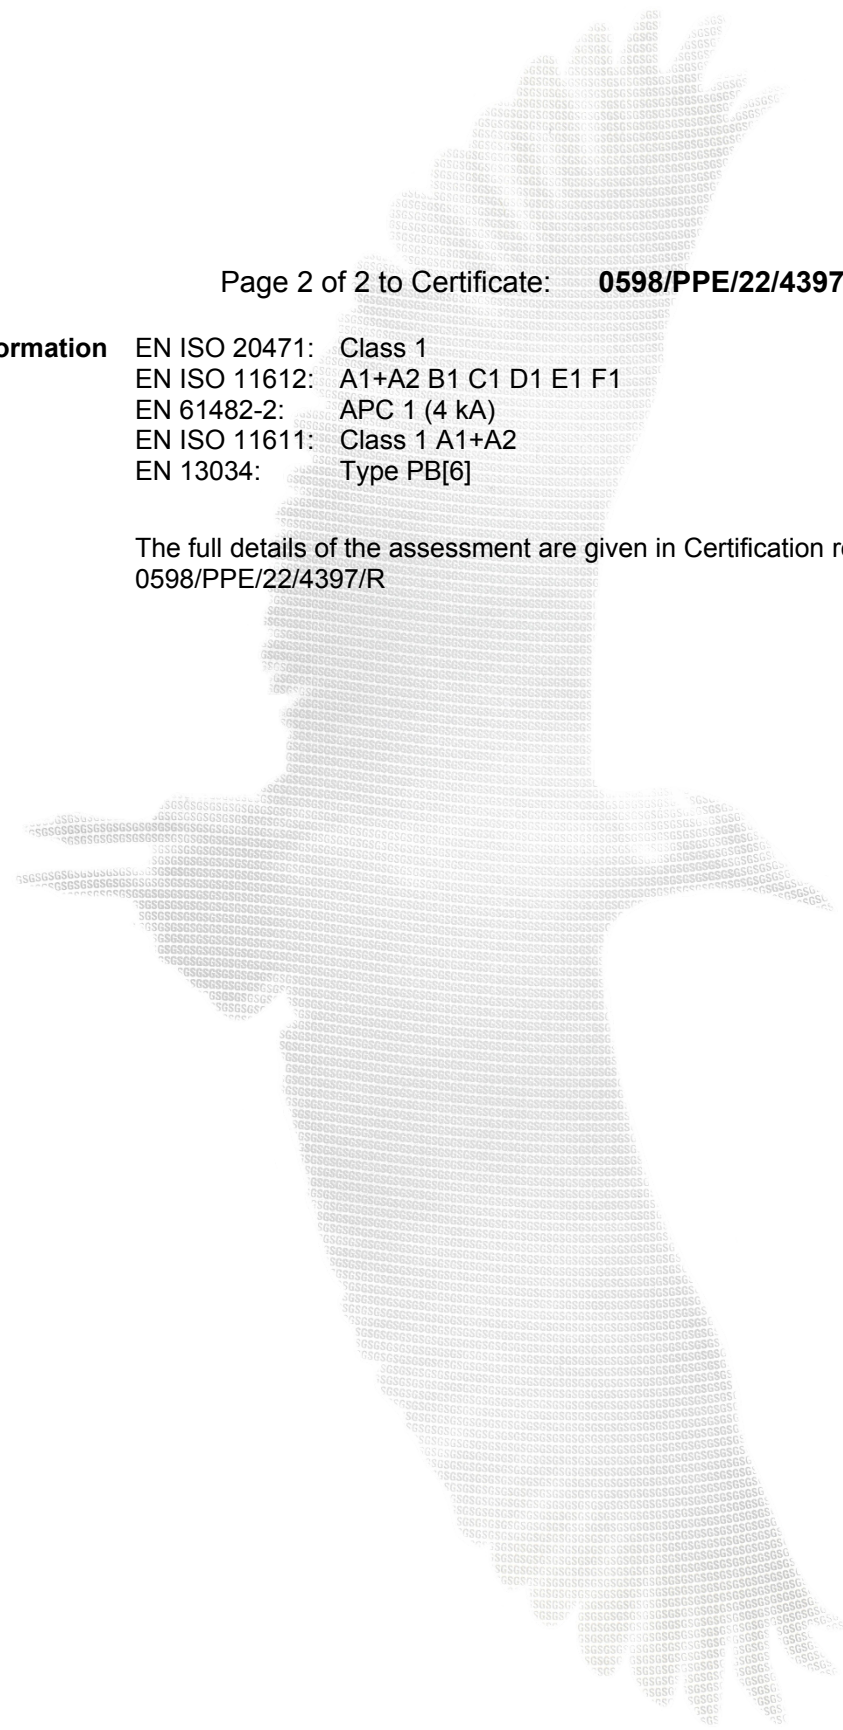 Page 2 of 2 to Certificate: 0598/PPE/22/4397
ormation EN ISO 20471: Class 1
EN ISO 11612: A1+A2 B1 C1 D1 E1 F1
EN 61482-2: APC 1 (4 kA)
EN ISO 11611: Class 1 A1+A2
EN 13034: Type PB[6]
The full details of the assessment are given in Certification re
0598/PPE/22/4397/R